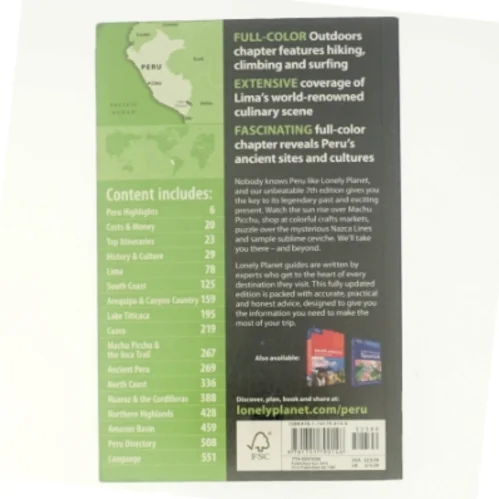 PERU
PERU
PACIFIC
OCEAN
Content includes:
Peru Highlights 6
Costs & Money 20
Top Itineraries 23
History & Culture 29
Lima 78
South Coast 125
Arequipa & Canyon Country 159
Lake Titicaca 195
Cuzco 219
Machu Picchu &
the Inca Trail 267
Ancient Peru 269
North Coast 336
Huaraz & the Cordilleras 388
Northern Highlands 428
Amazon Basin 459
Peru Directory 508
Language 551
FULL-COLOR Outdoors
chapter features hiking,
climbing and surfing
EXTENSIVE coverage of
Lima's world-renowned
culinary scene
FASCINATING full-color
chapter reveals Peru's
ancient sites and cultures
Nobody knows Peru like Lonely Planet,
and our unbeatable 7th edition gives you
the key to its legendary past and exciting
present. Watch the sun rise over Machu
Picchu, shop at colorful crafts markets,
puzzle over the mysterious Nazca Lines
and sample sublime ceviche. We'll take
you there – and beyond.
Lonely Planet guides are written by
experts who get to the heart of every
destination they visit. This fully updated
edition is packed with accurate, practical
and honest advice, designed to give you
the information you need to make the
most of your trip.
Also available:
Discover, plan, book and share at:
lonelyplanet.com/peru
FSC
7TH EDITION